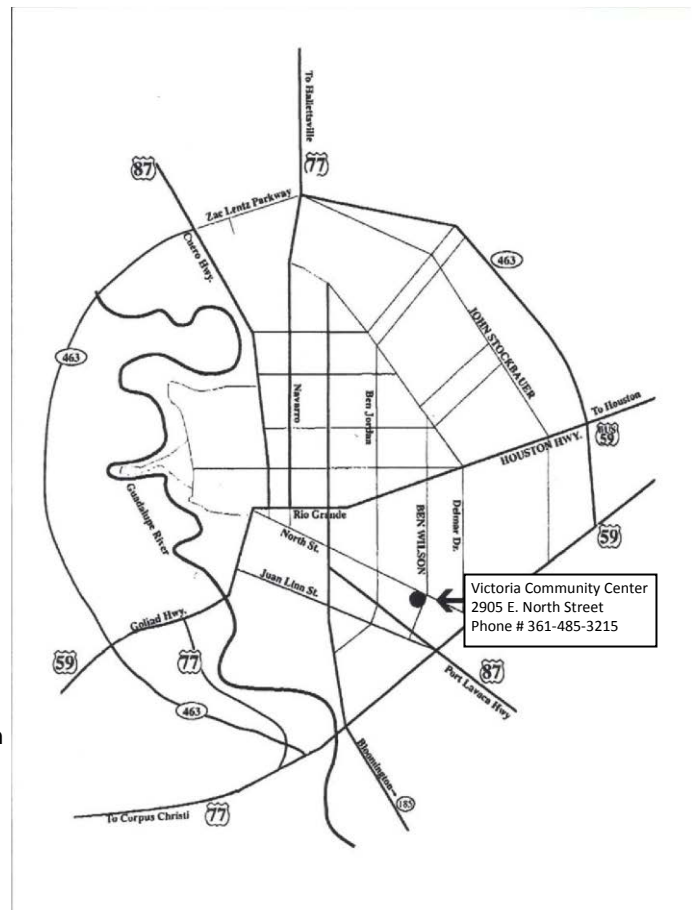 To Hallettsville
77
87
Zac Lentz Parkway
Cuero Hwy.
463
JOHN STOCKBAUER
463
Navarro
Ben Jordan
To Houston
BUS
59
HOUSTON HWY.
Guadalupe River
Rio Grande
North St.
BEN WILSON
Delmar Dr.
59
Juan Linn St.
Victoria Community Center
2905 E. North Street
Phone # 361-485-3215
Goliad Hwy.
59
77
87
Port Lavaca Hwy
463
n
Bloomington
185
77
To Corpus Christi